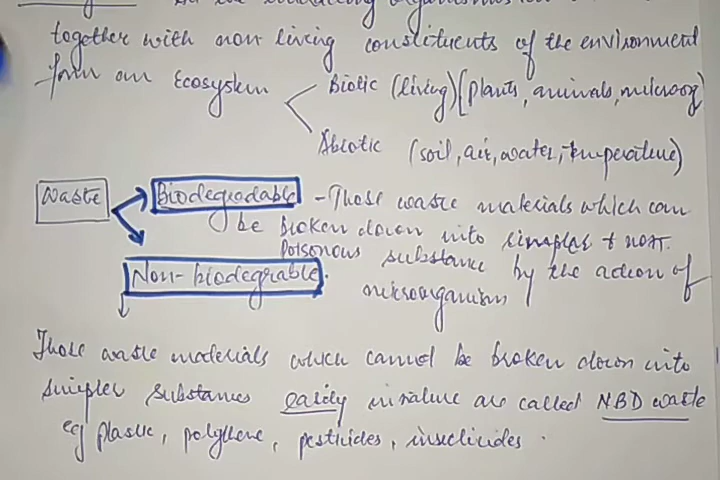 together with non living constituents of the environment
form an Ecosystem
Biotic (living) [plants, animals, microorg
Abiotic (soil, air, water, temperature)
Waste
Biodegradable - Those waste materials which can
be broken down into simpler & non.
poisonous substance by the action of
microorganism
Non-biodegrable.
Those waste materials which cannot be broken down into
simpler substances easily in nature are called NBD waste
eg plastic, polythene, pesticides, insecticides.